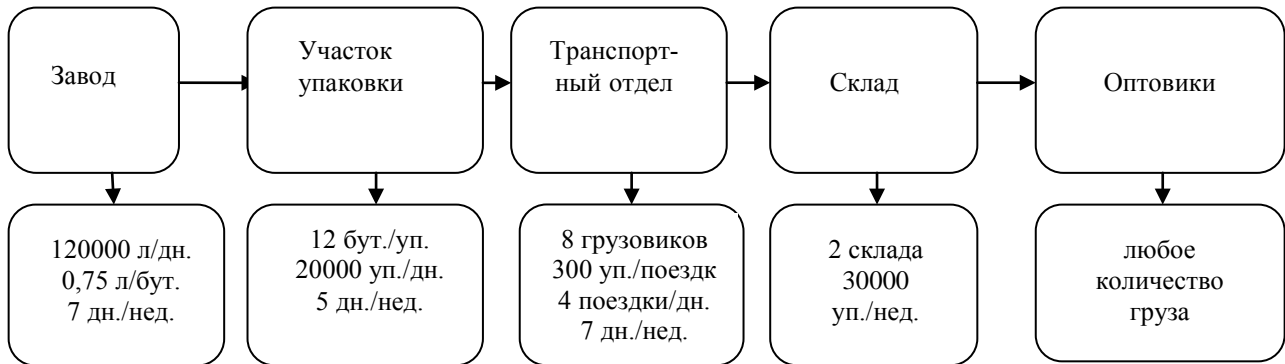 Завод
Участок
упаковки
Транспорт-
ный отдел
Склад
Оптовики
120000 л/дн.
0,75 л/бут.
7 дн./нед.
12 бут./уп.
20000 уп./дн.
5 дн./нед.
8 грузовиков
300 уп./поездк
4 поездки/дн.
7 дн./нед.
2 склада
30000
уп./нед.
любое
количество
груза